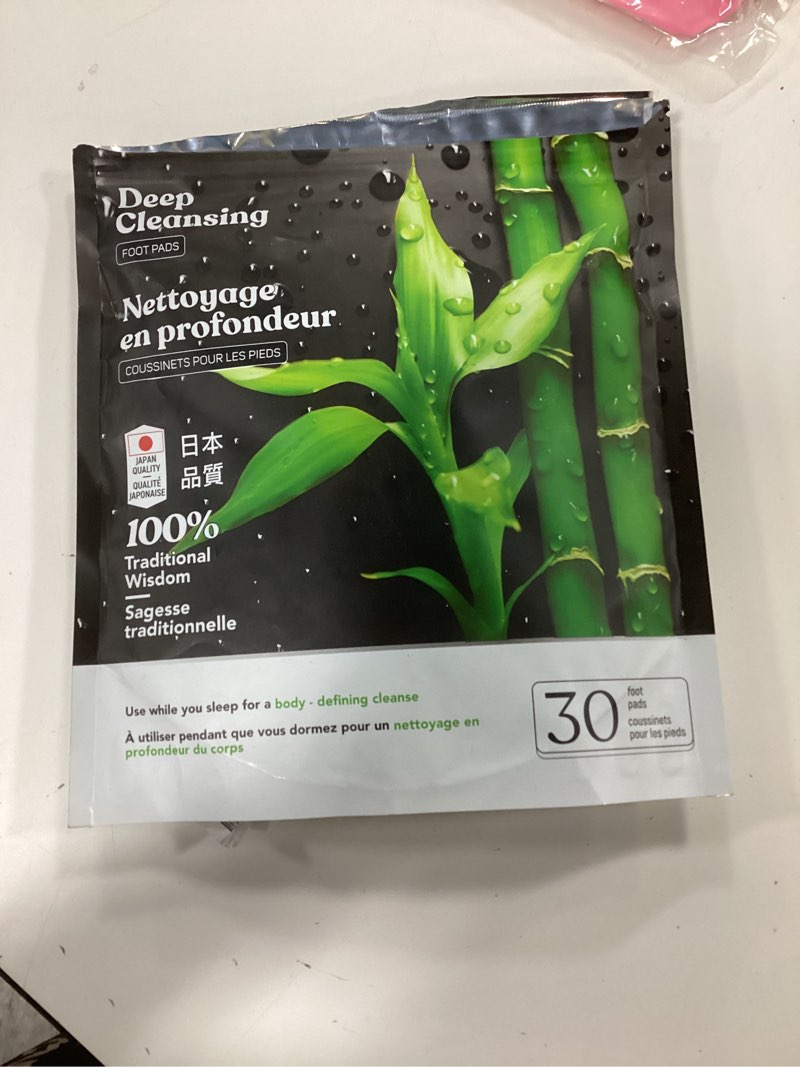 Deep
Cleansing
FOOT PADS
Nettoyage
en profondeur
COUSSINETS POUR LES PIEDS
JAPAN
QUALITY
QUALITÉ
JAPONAISE
日本
品質
100%
Traditional
Wisdom
Sagesse
traditionnelle
Use while you sleep for a body - defining cleanse
À utiliser pendant que vous dormez pour un nettoyage en
profondeur du corps
30
foot
pads
coussinets
pour les pieds